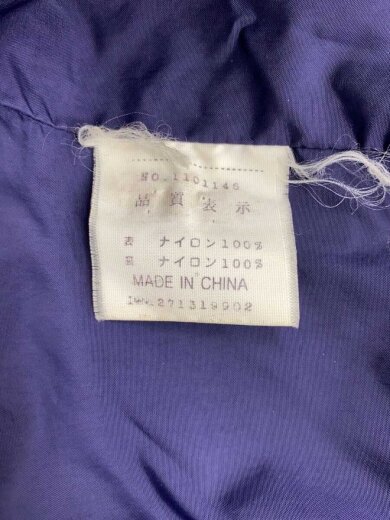 NO.1101146
品質表示
表 ナイロン100%
裏 ナイロン100%
MADE IN CHINA
271319902